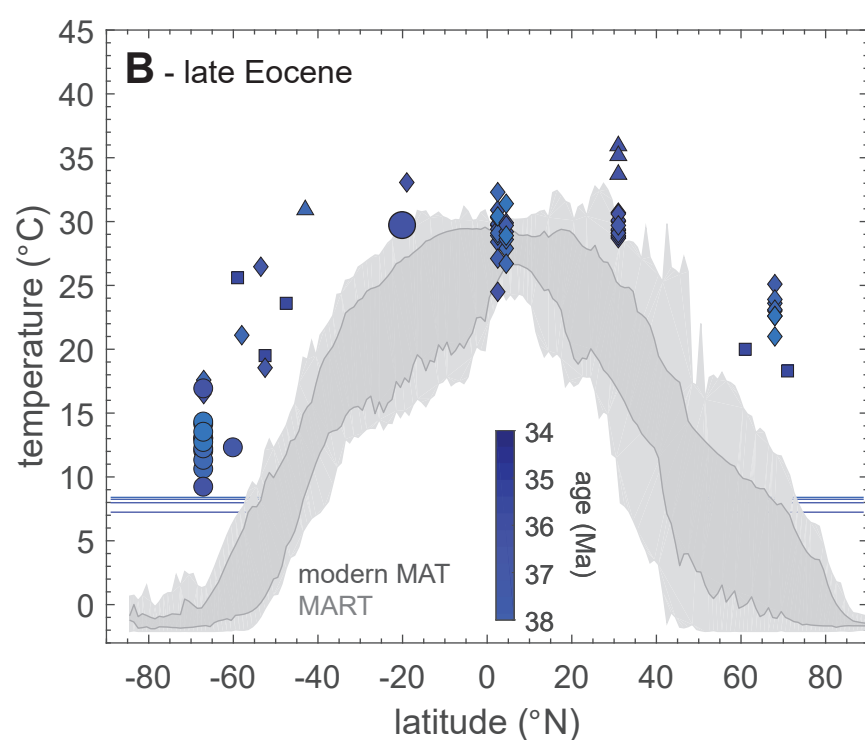 B - late Eocene
45
40
35
30
25
20
15
10
5
0
temperature (°C)
modern MAT
MART
34
35
36
37
38
age (Ma)
-80 -60 -40 -20 0 20 40 60 80
latitude (°N)